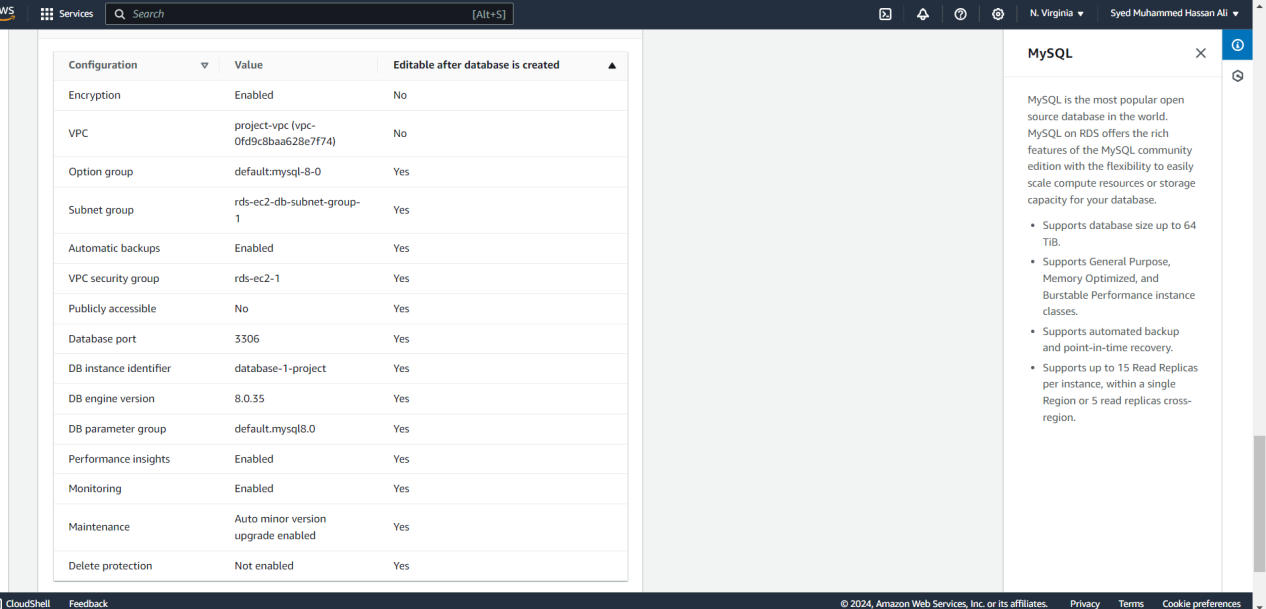 Services
Search
[Alt+S]
N. Virginia
Syed Muhammed Hassan Ali
Configuration Value Editable after database is created
Encryption Enabled No
VPC project-vpc (vpc-
0fd9c8baa628e7f74) No
Option group default:mysql-8-0 Yes
Subnet group rds-ec2-db-subnet-group-
1 Yes
Automatic backups Enabled Yes
VPC security group rds-ec2-1 Yes
Publicly accessible No Yes
Database port 3306 Yes
DB instance identifier database-1-project Yes
DB engine version 8.0.35 Yes
DB parameter group default.mysql8.0 Yes
Performance insights Enabled Yes
Monitoring Enabled Yes
Maintenance Auto minor version
upgrade enabled Yes
Delete protection Not enabled Yes
MySQL
MySQL is the most popular open
source database in the world.
MySQL on RDS offers the rich
features of the MySQL community
edition with the flexibility to easily
scale compute resources or storage
capacity for your database.
• Supports database size up to 64
TiB.
• Supports General Purpose,
Memory Optimized, and
Burstable Performance instance
classes.
• Supports automated backup
and point-in-time recovery.
• Supports up to 15 Read Replicas
per instance, within a single
Region or 5 read replicas cross-
region.
CloudShell Feedback
© 2024, Amazon Web Services, Inc. or its affiliates. Privacy Terms Cookie preferences